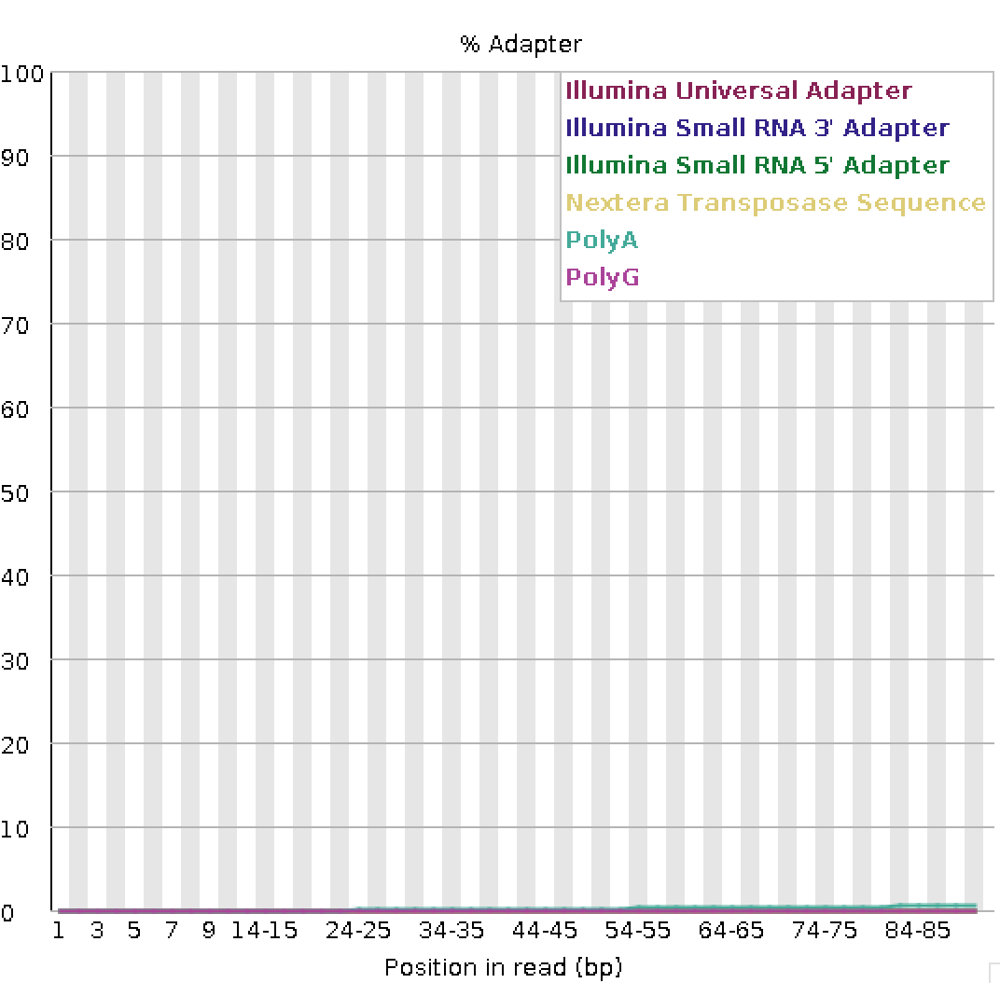 % Adapter
100
90
80
70
60
50
40
30
20
10
0
Illumina Universal Adapter
Illumina Small RNA 3' Adapter
Illumina Small RNA 5' Adapter
Nextera Transposase Sequence
PolyA
PolyG
1 3 5 7 9 14-15 24-25 34-35 44-45 54-55 64-65 74-75 84-85
Position in read (bp)